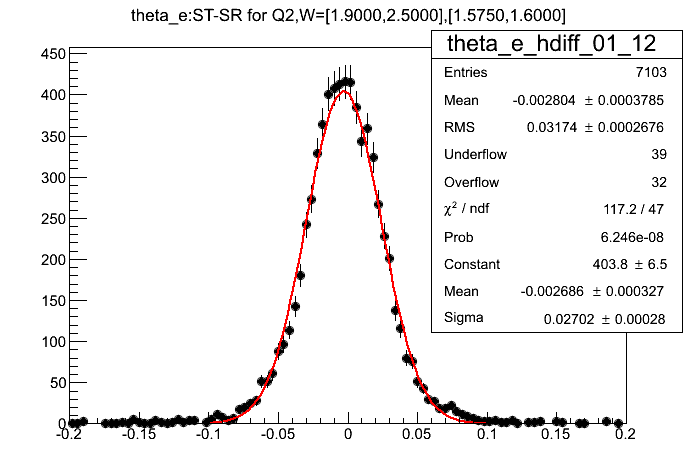 theta_e:ST-SR for Q2,W=[1.9000,2.5000],[1.5750,1.6000]
theta_e_hdiff_01_12
Entries 7103
Mean -0.002804 ± 0.0003785
RMS 0.03174 ± 0.0002676
Underflow 39
Overflow 32
χ² / ndf 117.2 / 47
Prob 6.246e-08
Constant 403.8 ± 6.5
Mean -0.002686 ± 0.000327
Sigma 0.02702 ± 0.00028
450
400
350
300
250
200
150
100
50
0
-0.2 -0.15 -0.1 -0.05 0 0.05 0.1 0.15 0.2